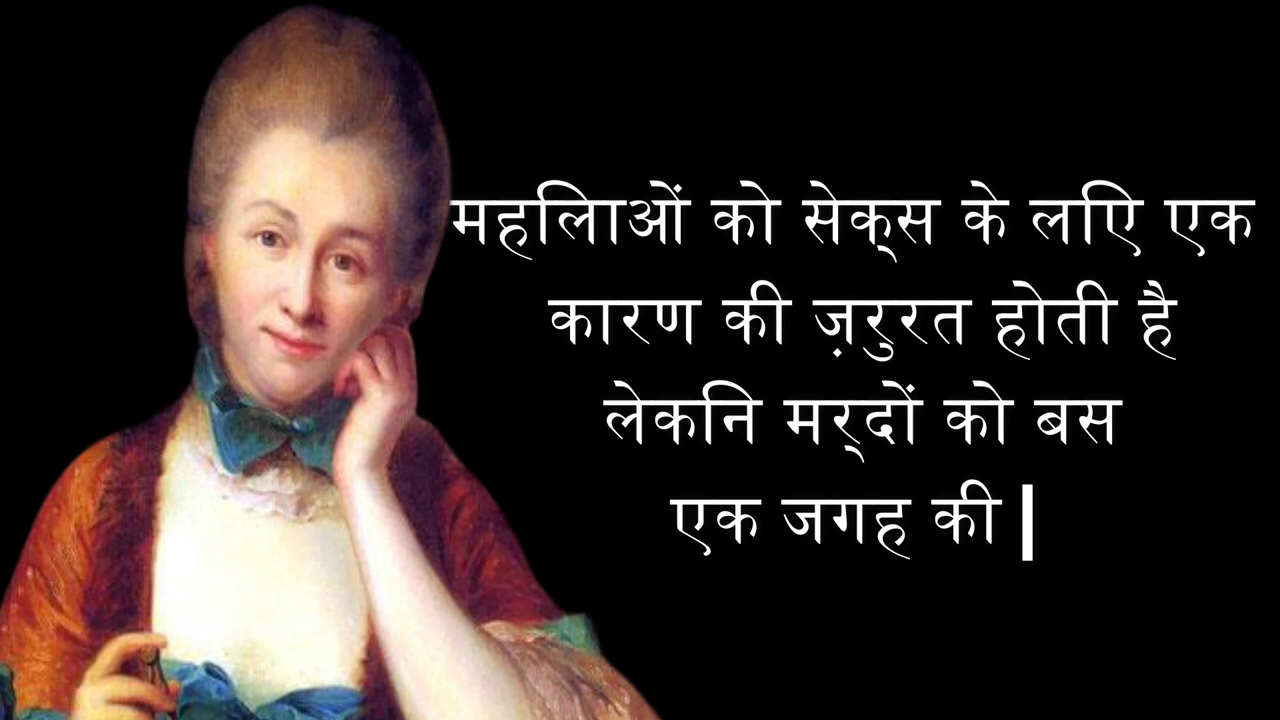 महिलाओं को सेक्स के लिए एक
कारण की ज़रुरत होती है
लेकिन मर्दों को बस
एक जगह की |